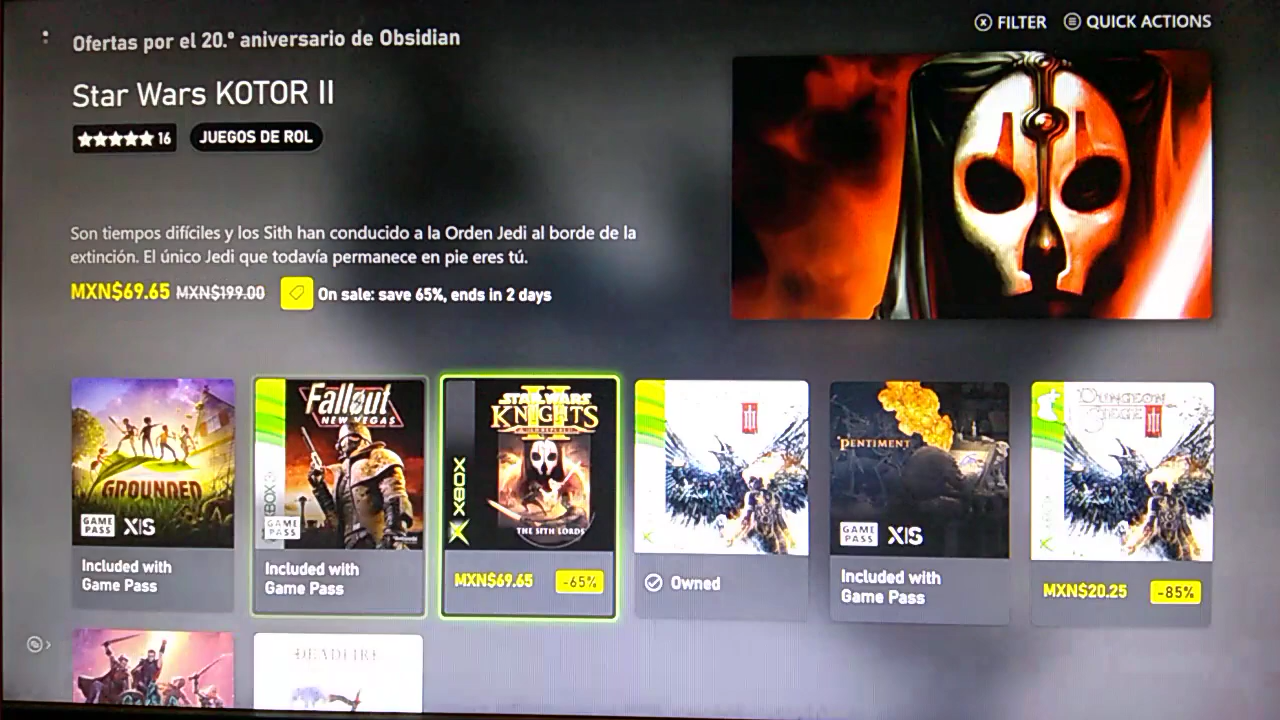 FILTER
QUICK ACTIONS
Ofertas por el 20.º aniversario de Obsidian
Star Wars KOTOR II
16
JUEGOS DE ROL
Son tiempos difíciles y los Sith han conducido a la Orden Jedi al borde de la
extinción. El único Jedi que todavía permanece en pie eres tú.
MXN$69.65 MXN$199.00 On sale: save 65%, ends in 2 days
GROUNDED
GAME PASS X|S
Included with
Game Pass
Fallout
NEW VEGAS
XBOX
GAME PASS
Included with
Game Pass
STAR WARS
II
KNIGHTS
XBOX
THE SITH LORDS
MXN$69.65 -65%
Owned
PENTIMENT
GAME PASS X|S
Included with
Game Pass
DUNGEON
SIEGE III
MXN$20.25 -85%
DEADFIRE